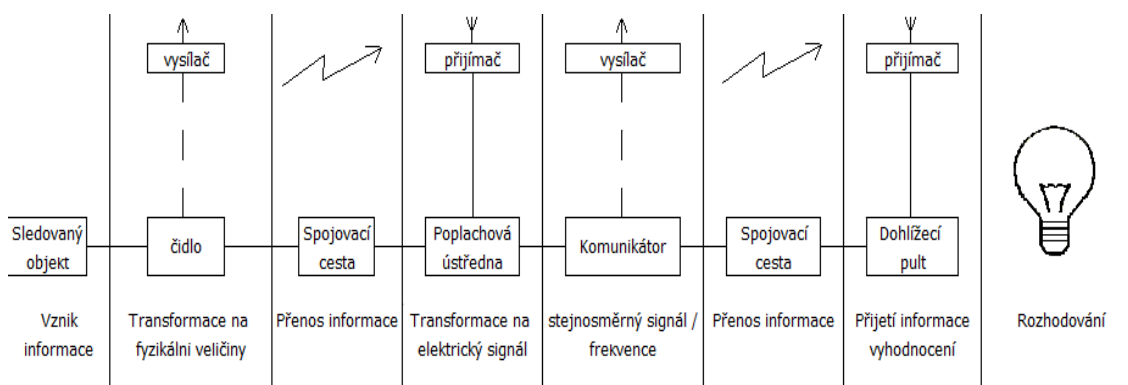 vysílač
přijímač
vysílač
přijímač
Sledovaný
objekt
čidlo
Spojovací
cesta
Poplachová
ústředna
Komunikátor
Spojovací
cesta
Dohlížecí
pult
Vznik
informace
Transformace na
fyzikálni veličiny
Přenos informace
Transformace na
elektrický signál
stejnosměrný signál /
frekvence
Přenos informace
Přijetí informace
vyhodnocení
Rozhodování